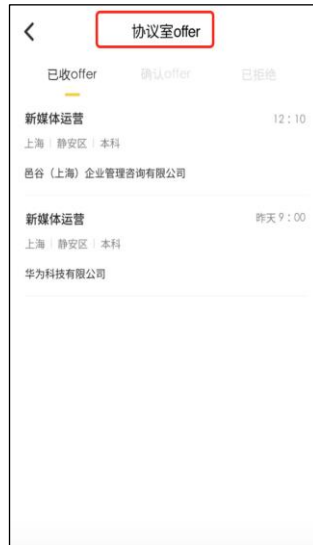 协议室offer
已收offer 确认offer 已拒绝
新媒体运营 12:10
上海 静安区 本科
邑谷（上海）企业管理咨询有限公司
新媒体运营 昨天9:00
上海 静安区 本科
华为科技有限公司